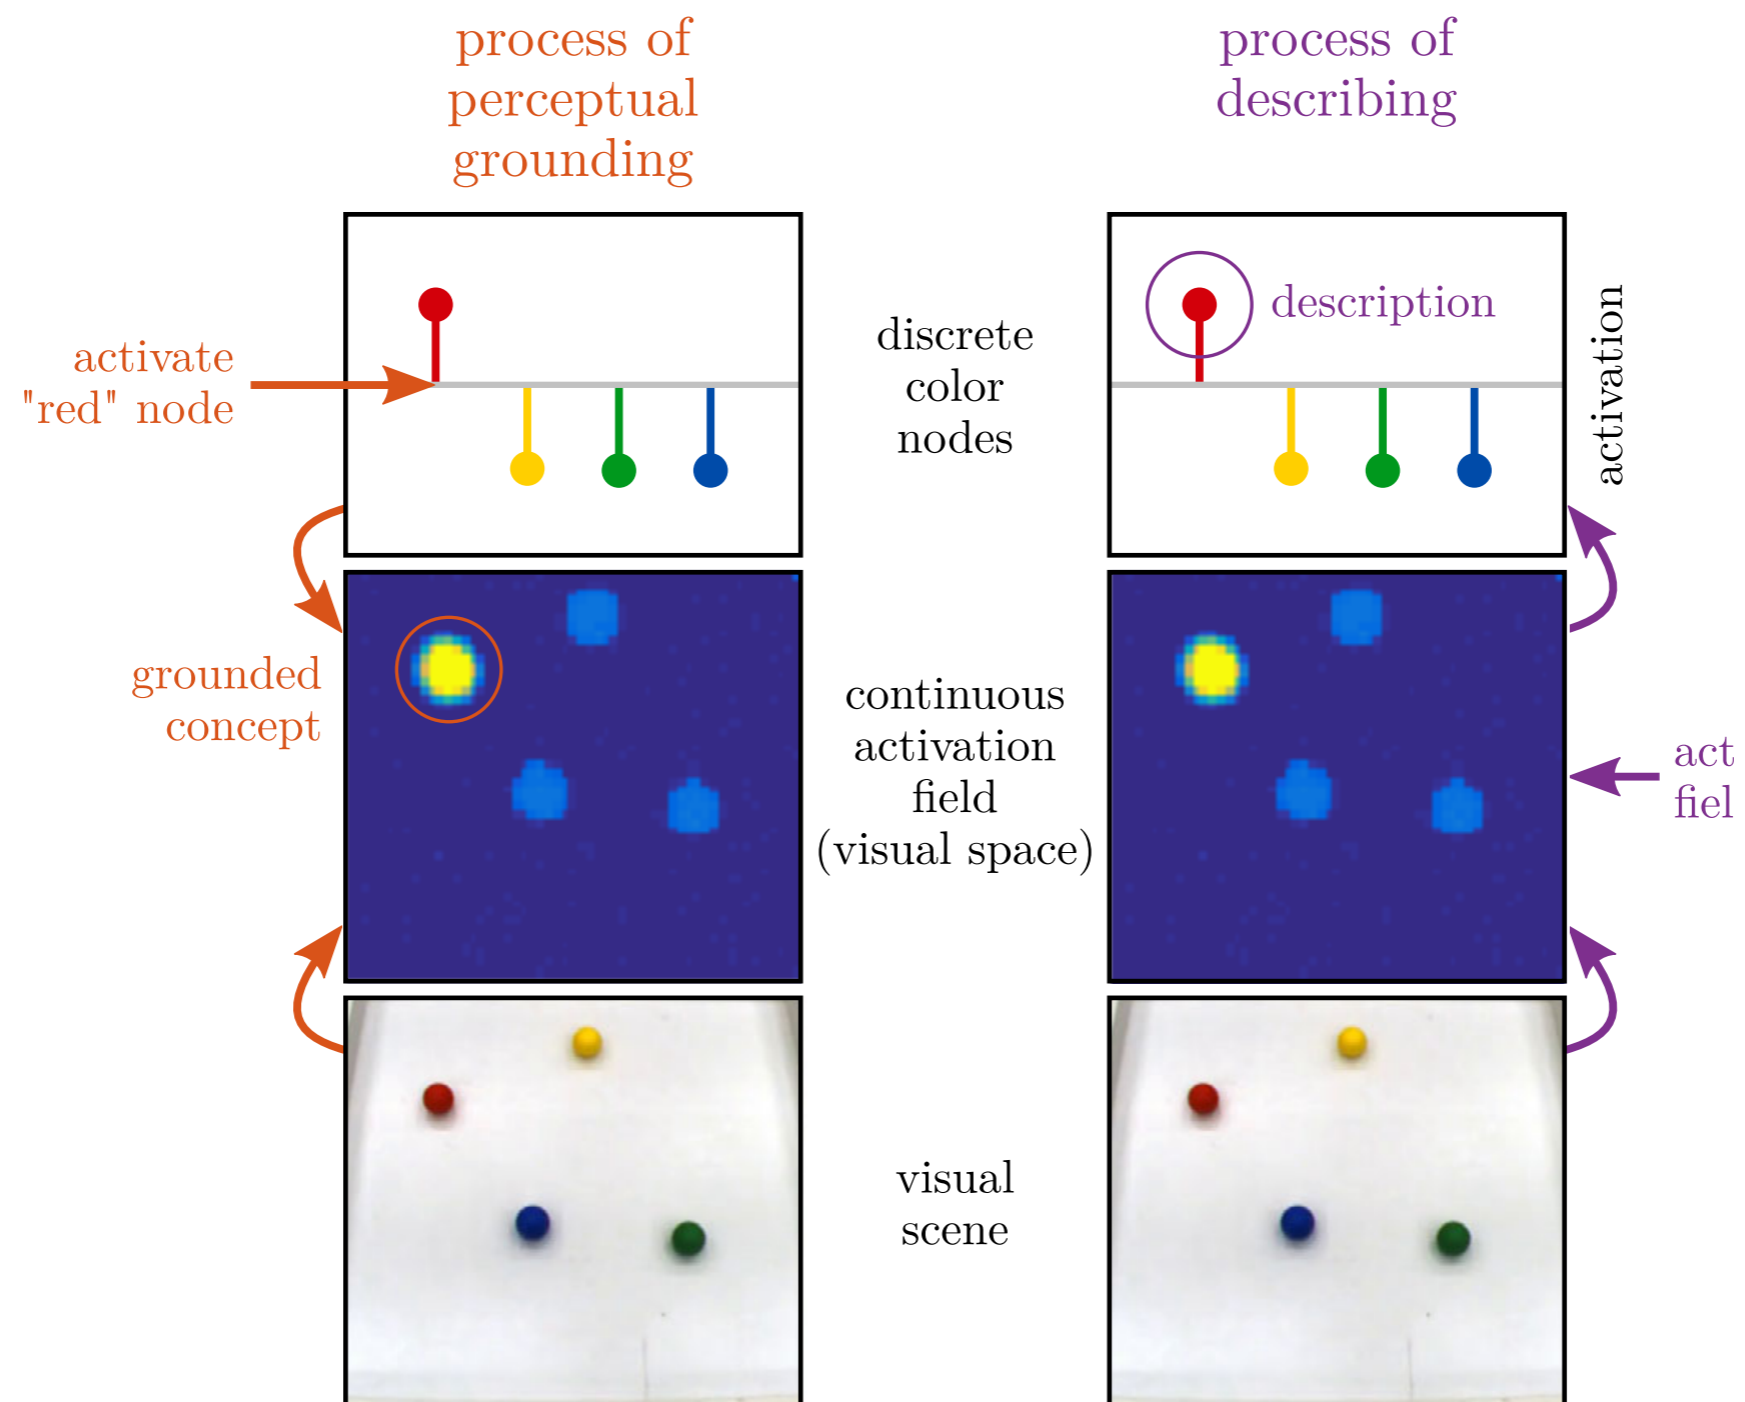 process of
perceptual
grounding
process of
describing
activate
"red" node
discrete
color
nodes
description
activation
grounded
concept
continuous
activation
field
(visual space)
act
fiel
visual
scene